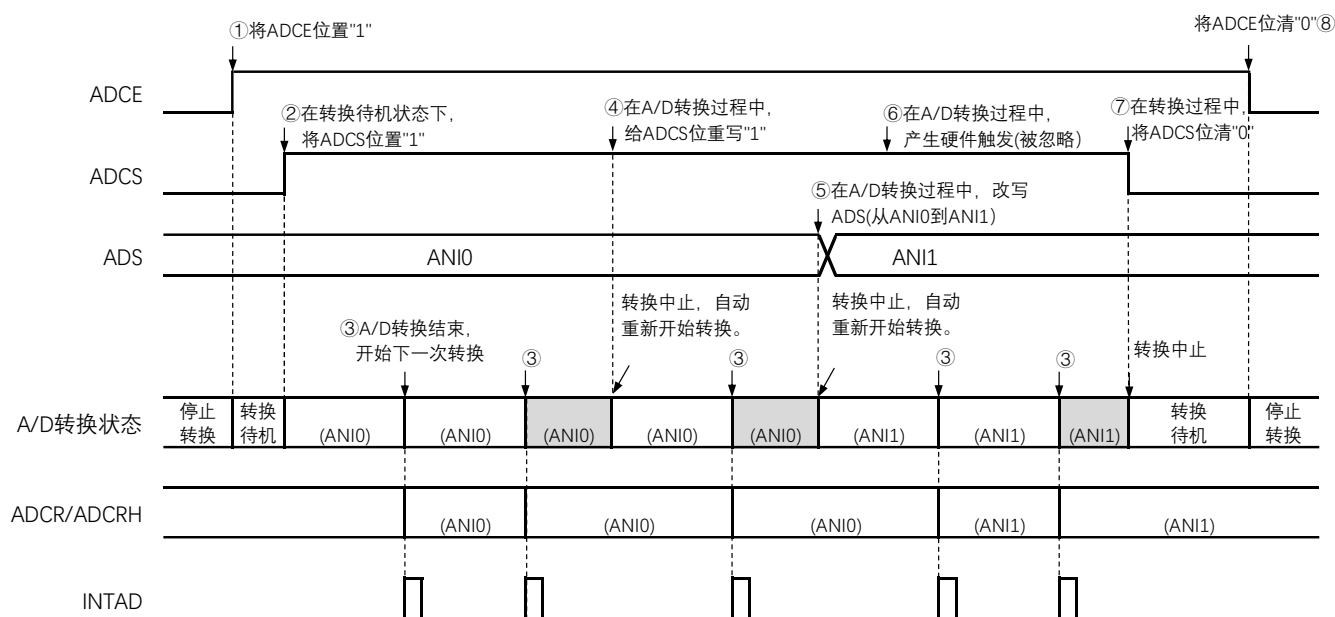 ①将ADCE位置"1"
将ADCE位清"0"⑧
ADCE
②在转换待机状态下，
将ADCS位置"1"
④在A/D转换过程中，
给ADCS位重写"1"
⑥在A/D转换过程中，
产生硬件触发(被忽略)
⑦在转换过程中，
将ADCS位清"0"
ADCS
⑤在A/D转换过程中，改写
ADS(从ANI0到ANI1)
ADS
ANI0
ANI1
③A/D转换结束，
开始下一次转换
③
转换中止，自动
重新开始转换。
③
转换中止，自动
重新开始转换。
③
③
转换中止
A/D转换状态
停止
转换
转换
待机
(ANI0)
(ANI0)
(ANI0)
(ANI0)
(ANI0)
(ANI1)
(ANI1)
(ANI1)
转换
待机
停止
转换
ADCR/ADCRH
(ANI0)
(ANI0)
(ANI0)
(ANI1)
(ANI1)
INTAD